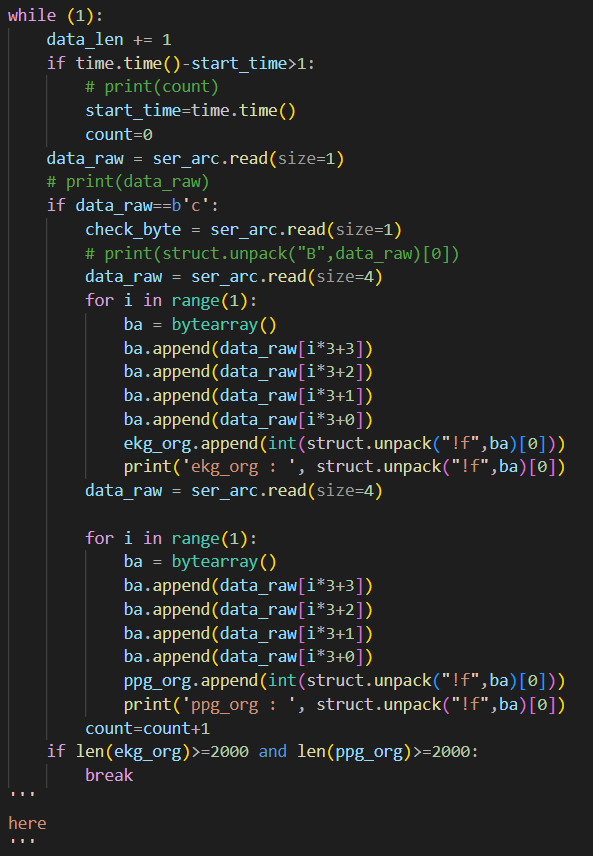 while (1):
    data_len += 1
    if time.time()-start_time>1:
        # print(count)
        start_time=time.time()
        count=0
    data_raw = ser_arc.read(size=1)
    # print(data_raw)
    if data_raw==b'c':
        check_byte = ser_arc.read(size=1)
        # print(struct.unpack("B",data_raw)[0])
        data_raw = ser_arc.read(size=4)
        for i in range(1):
            ba = bytearray()
            ba.append(data_raw[i*3+3])
            ba.append(data_raw[i*3+2])
            ba.append(data_raw[i*3+1])
            ba.append(data_raw[i*3+0])
            ekg_org.append(int(struct.unpack("!f",ba)[0]))
            print('ekg_org : ', struct.unpack("!f",ba)[0])
        data_raw = ser_arc.read(size=4)

        for i in range(1):
            ba = bytearray()
            ba.append(data_raw[i*3+3])
            ba.append(data_raw[i*3+2])
            ba.append(data_raw[i*3+1])
            ba.append(data_raw[i*3+0])
            ppg_org.append(int(struct.unpack("!f",ba)[0]))
            print('ppg_org : ', struct.unpack("!f",ba)[0])
        count=count+1
    if len(ekg_org)>=2000 and len(ppg_org)>=2000:
        break
'''
here
'''